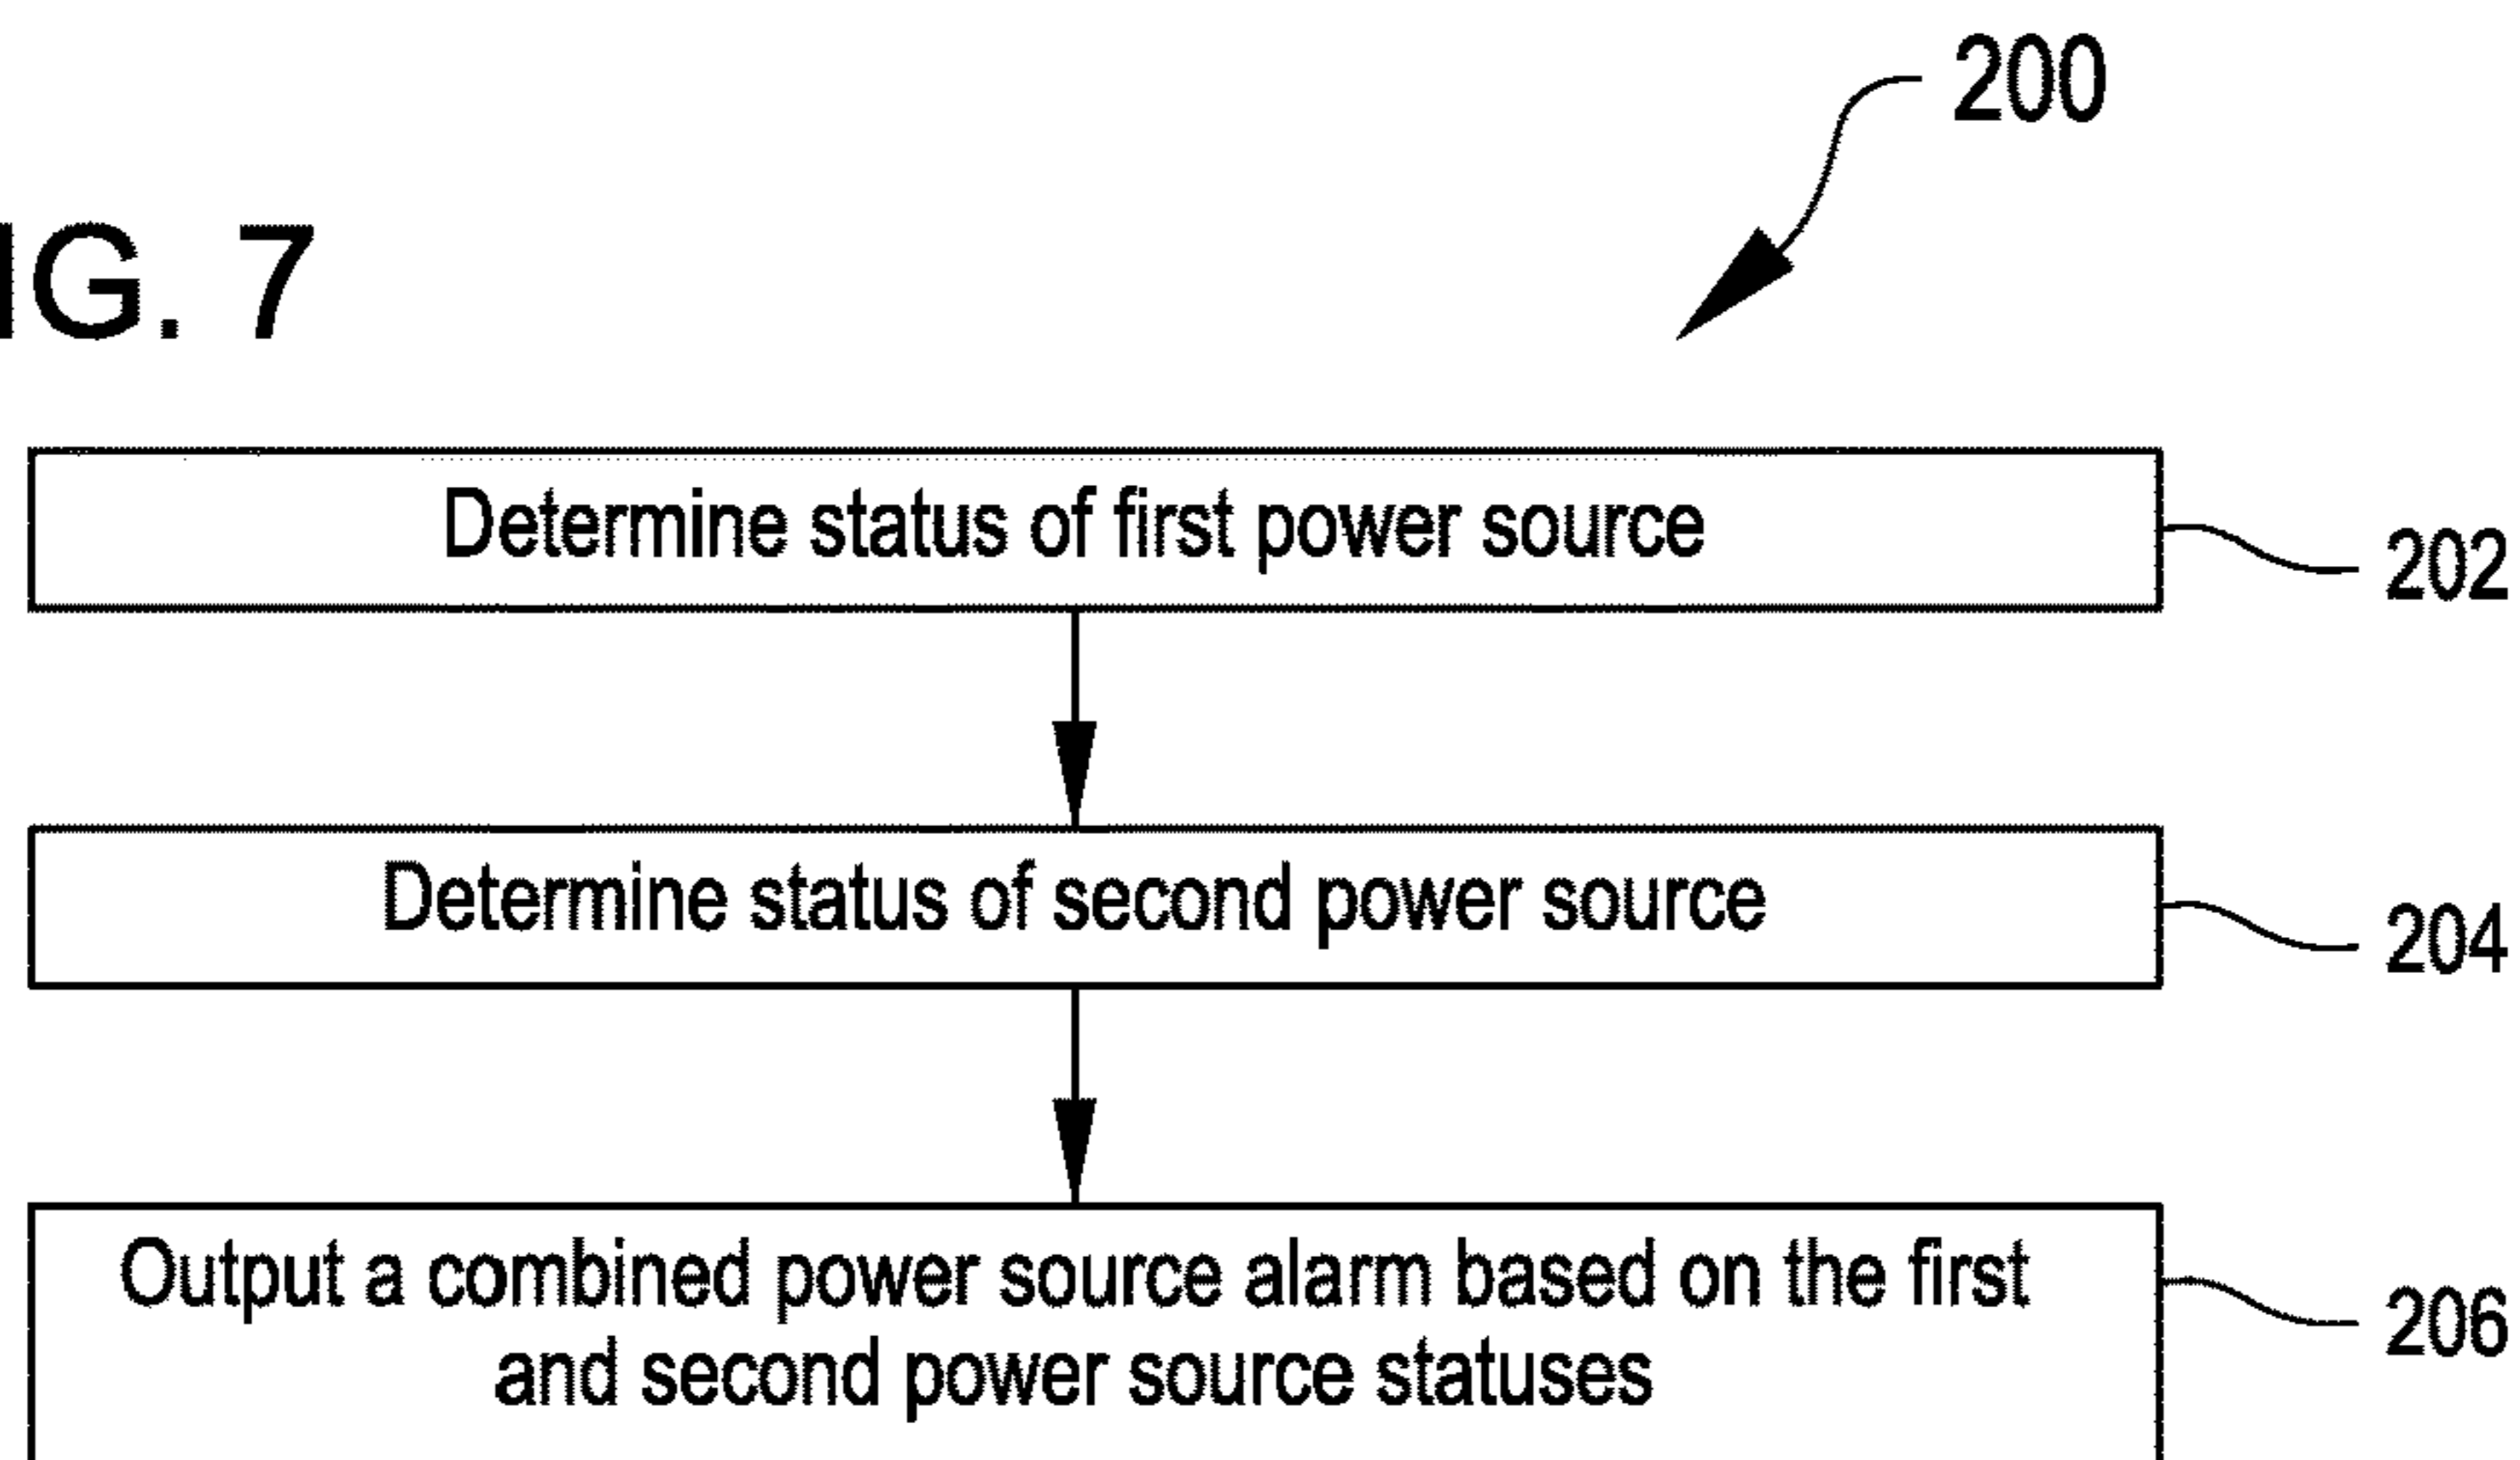 200
IG. 7
Determine status of first power source
202
Determine status of second power source
204
Output a combined power source alarm based on the first
and second power source statuses
206